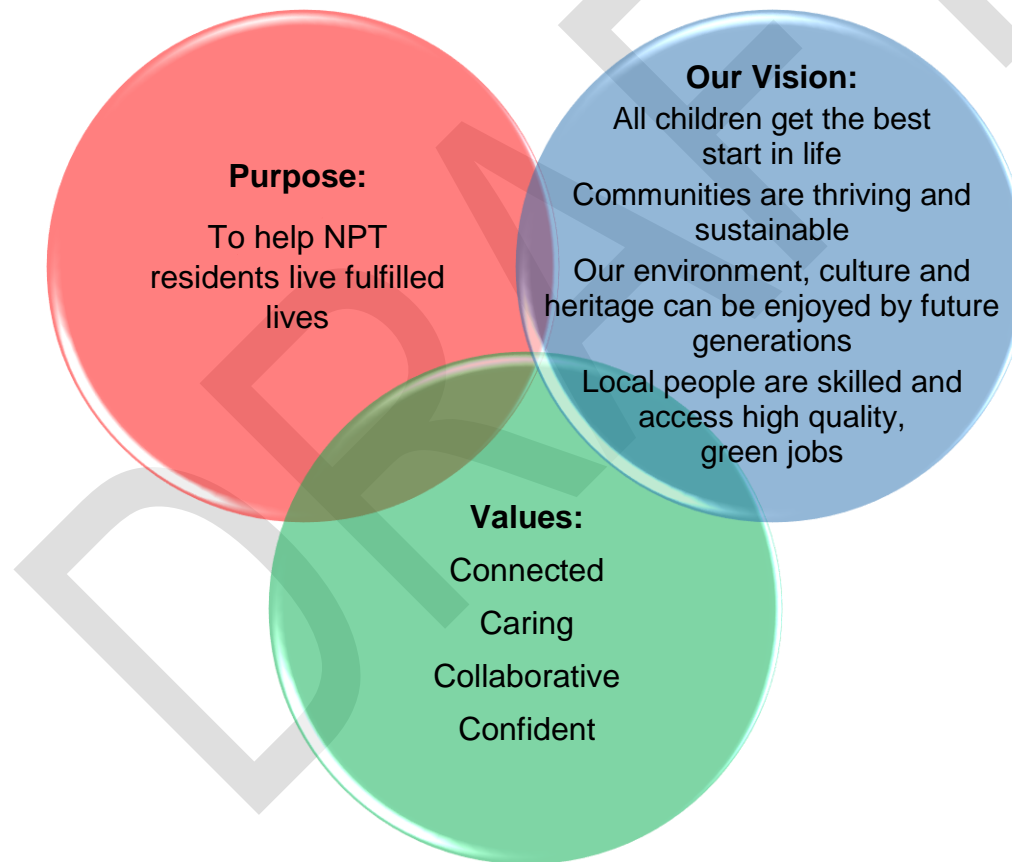 Purpose:
To help NPT
residents live fulfilled
lives
Our Vision:
All children get the best
start in life
Communities are thriving and
sustainable
Our environment, culture and
heritage can be enjoyed by future
generations
Local people are skilled and
access high quality,
green jobs
Values:
Connected
Caring
Collaborative
Confident
DRAFT